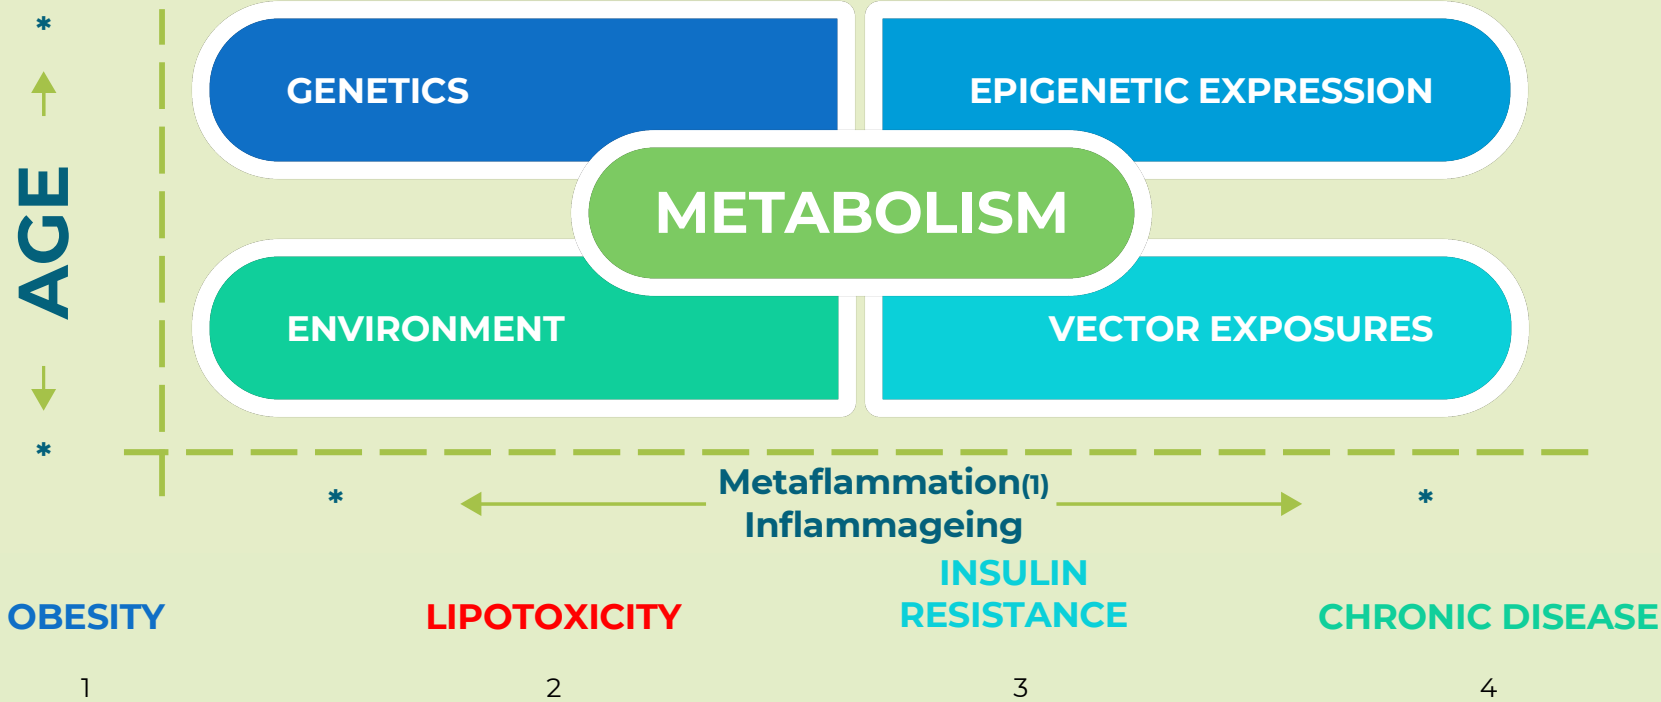 *
AGE
*
GENETICS
EPIGENETIC EXPRESSION
METABOLISM
ENVIRONMENT
VECTOR EXPOSURES
*
Metaflammation(1)
Inflammageing
*
OBESITY
LIPOTOXICITY
INSULIN
RESISTANCE
CHRONIC DISEASE
1
2
3
4